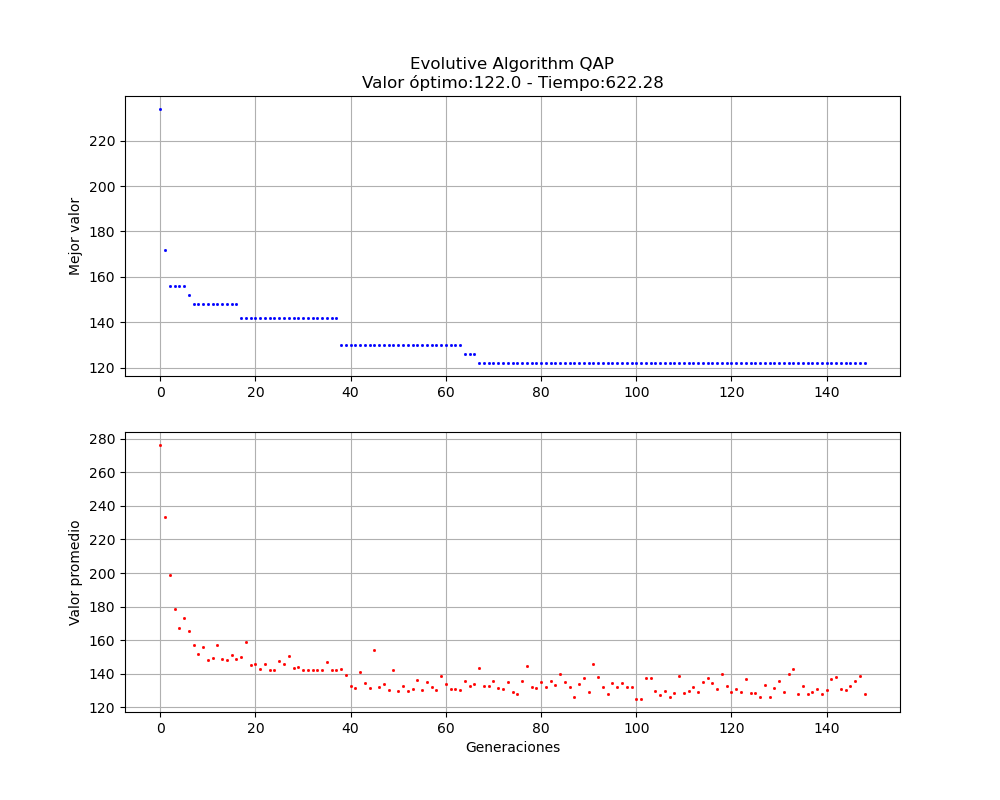 Evolutive Algorithm QAP
Valor óptimo:122.0 - Tiempo:622.28
Mejor valor
220
200
180
160
140
120
0 20 40 60 80 100 120 140
Valor promedio
280
260
240
220
200
180
160
140
120
0 20 40 60 80 100 120 140
Generaciones